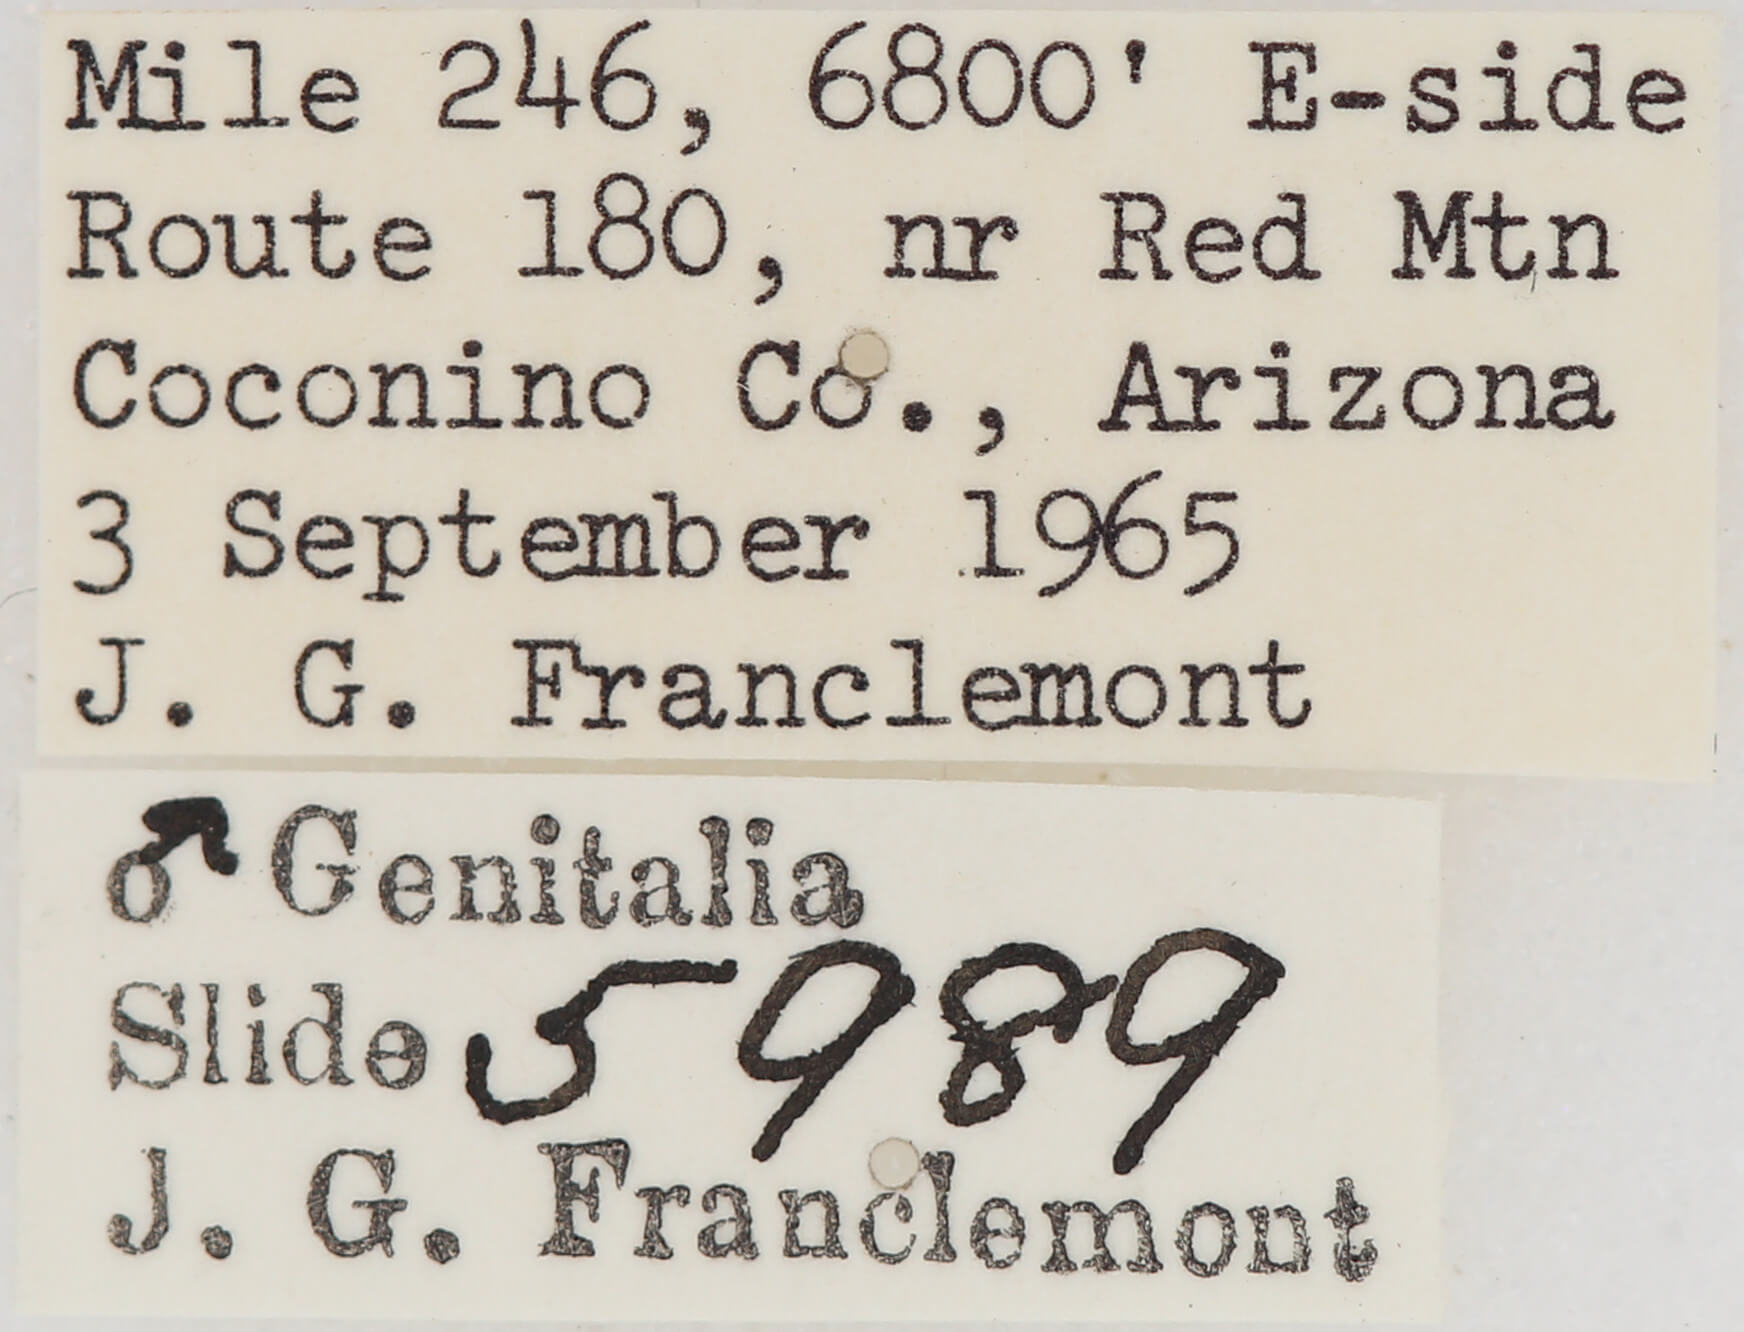 Mile 246, 6800' E-side
Route 180, nr Red Mtn
Coconino Co., Arizona
3 September 1965
J. G. Franclemont
♂ Genitalia
Slide 5989
J. G. Franclemont